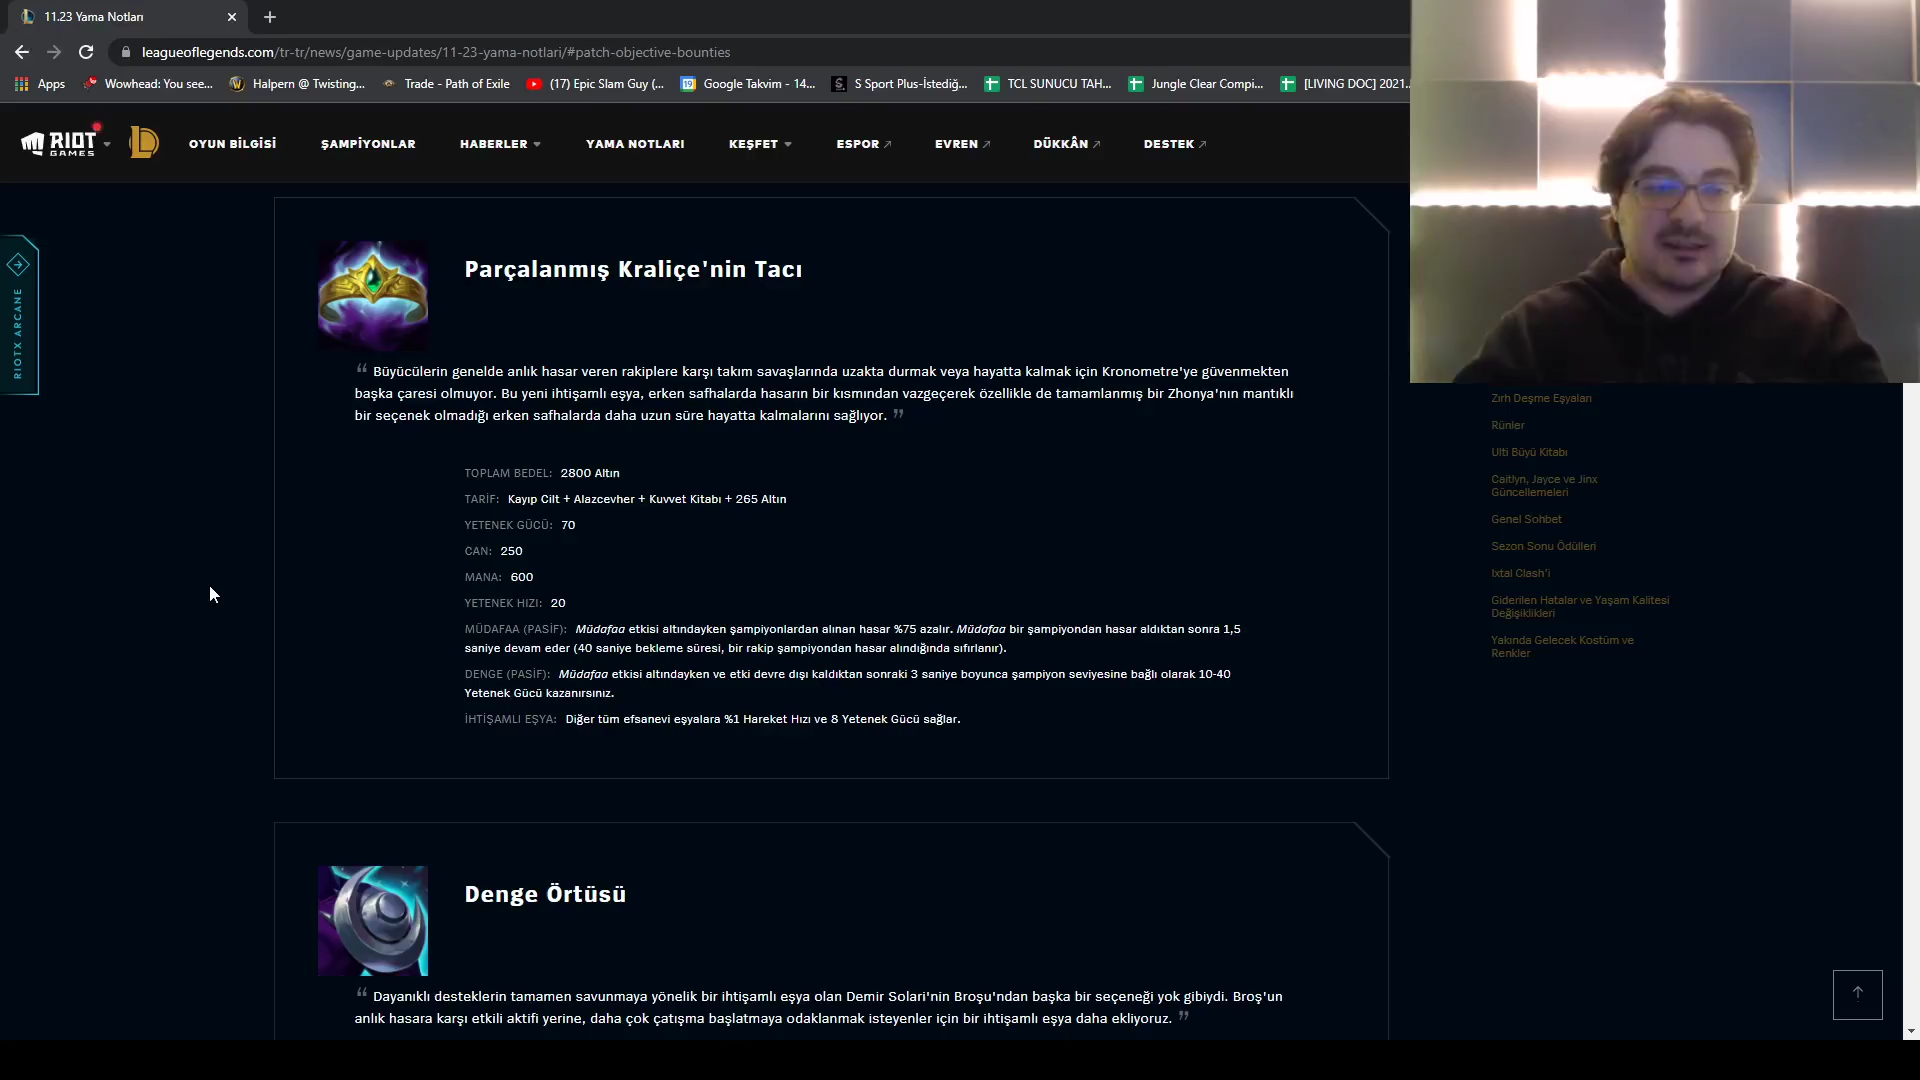 11.23 Yama Notları
leagueoflegends.com/tr-tr/news/game-updates/11-23-yama-notlari/#patch-objective-bounties
Apps
Wowhead: You see...
Halpern @ Twisting...
Trade - Path of Exile
(17) Epic Slam Guy (...
19
Google Takvim - 14...
S Sport Plus-İstediğ...
TCL SUNUCU TAH...
Jungle Clear Compi...
[LIVING DOC] 2021...
RIOT
GAMES
OYUN BİLGİSİ
ŞAMPİYONLAR
HABERLER
YAMA NOTLARI
KEŞFET
ESPOR
EVREN
DÜKKÂN
DESTEK
RIOTX ARCANE
Parçalanmış Kraliçe'nin Tacı
“ Büyücülerin genelde anlık hasar veren rakiplere karşı takım savaşlarında uzakta durmak veya hayatta kalmak için Kronometre'ye güvenmekten
başka çaresi olmuyor. Bu yeni ihtişamlı eşya, erken safhalarda hasarın bir kısmından vazgeçerek özellikle de tamamlanmış bir Zhonya'nın mantıklı
bir seçenek olmadığı erken safhalarda daha uzun süre hayatta kalmalarını sağlıyor. ”
TOPLAM BEDEL: 2800 Altın
TARİF: Kayıp Cilt + Alazcevher + Kuvvet Kitabı + 265 Altın
YETENEK GÜCÜ: 70
CAN: 250
MANA: 600
YETENEK HIZI: 20
MÜDAFAA (PASİF): Müdafaa etkisi altındayken şampiyonlardan alınan hasar %75 azalır. Müdafaa bir şampiyondan hasar aldıktan sonra 1,5
saniye devam eder (40 saniye bekleme süresi, bir rakip şampiyondan hasar alındığında sıfırlanır).
DENGE (PASİF): Müdafaa etkisi altındayken ve etki devre dışı kaldıktan sonraki 3 saniye boyunca şampiyon seviyesine bağlı olarak 10-40
Yetenek Gücü kazanırsınız.
İHTİŞAMLI EŞYA: Diğer tüm efsanevi eşyalara %1 Hareket Hızı ve 8 Yetenek Gücü sağlar.
Denge Örtüsü
“ Dayanıklı desteklerin tamamen savunmaya yönelik bir ihtişamlı eşya olan Demir Solari'nin Broşu'ndan başka bir seçeneği yok gibiydi. Broş'un
anlık hasara karşı etkili aktifi yerine, daha çok çatışma başlatmaya odaklanmak isteyenler için bir ihtişamlı eşya daha ekliyoruz. ”
Zırh Deşme Eşyaları
Rünler
Ulti Büyü Kitabı
Caitlyn, Jayce ve Jinx
Güncellemeleri
Genel Sohbet
Sezon Sonu Ödülleri
Ixtal Clash'i
Giderilen Hatalar ve Yaşam Kalitesi
Değişiklikleri
Yakında Gelecek Kostüm ve
Renkler